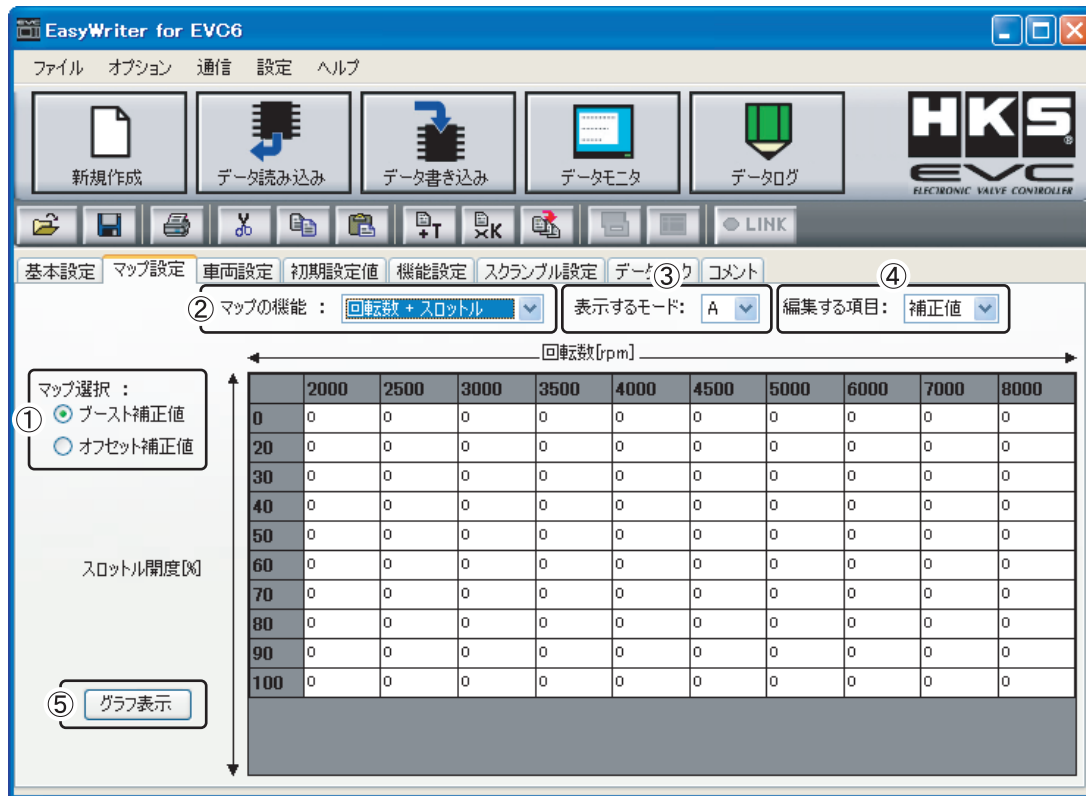 EasyWriter for EVC6
ファイル オプション 通信 設定 ヘルプ
新規作成 データ読み込み データ書き込み データモニタ データログ
HKS
®
EVC
ELECTRONIC VALVE CONTROLLER
+T ×K LINK
基本設定 マップ設定 車両設定 初期設定値 機能設定 スクランブル設定 コメント
② マップの機能 : 回転数 + スロットル ③ 表示するモード: A ④ 編集する項目: 補正値
回転数[rpm]
マップ選択 :
① ブースト補正値
オフセット補正値
スロットル開度[%]
⑤ グラフ表示
2000 2500 3000 3500 4000 4500 5000 6000 7000 8000
0 0 0 0 0 0 0 0 0 0 0
20 0 0 0 0 0 0 0 0 0 0
30 0 0 0 0 0 0 0 0 0 0
40 0 0 0 0 0 0 0 0 0 0
50 0 0 0 0 0 0 0 0 0 0
60 0 0 0 0 0 0 0 0 0 0
70 0 0 0 0 0 0 0 0 0 0
80 0 0 0 0 0 0 0 0 0 0
90 0 0 0 0 0 0 0 0 0 0
100 0 0 0 0 0 0 0 0 0 0